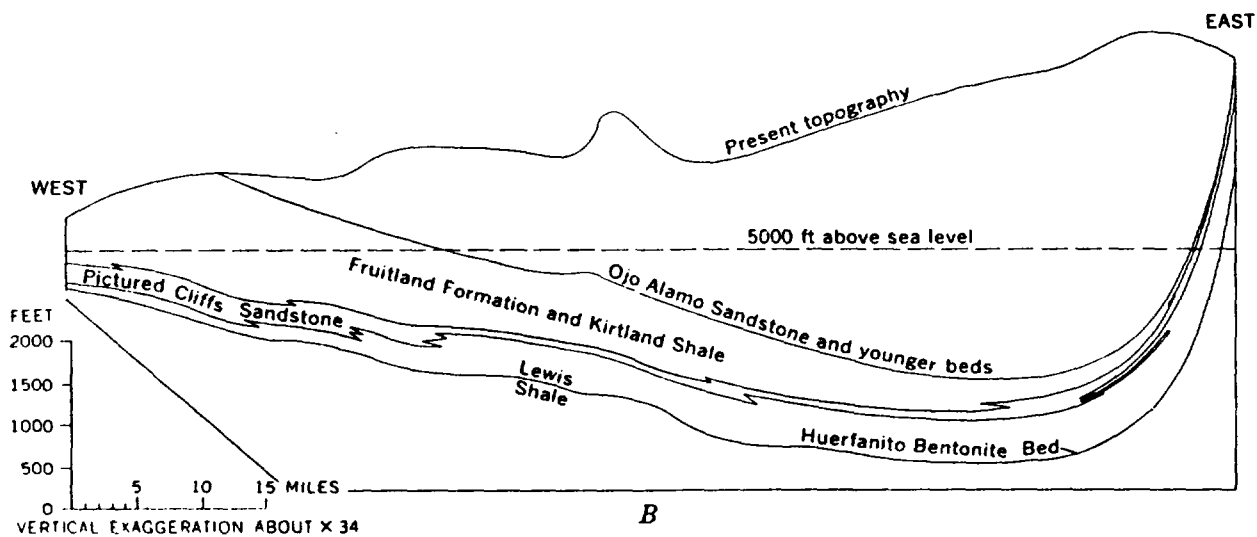 EAST
Present topography
WEST
5000 ft above sea level
Fruitland Formation and Kirtland Shale
Ojo Alamo Sandstone and younger beds
Pictured Cliffs Sandstone
FEET
2000
1500
1000
500
0
Lewis
Shale
Huerfanito Bentonite Bed
5 10 15 MILES
VERTICAL EXAGGERATION ABOUT X 34
B